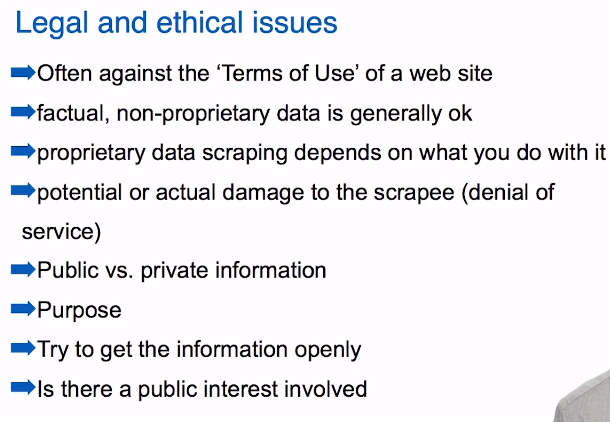 Legal and ethical issues
Often against the ‘Terms of Use’ of a web site
factual, non-proprietary data is generally ok
proprietary data scraping depends on what you do with it
potential or actual damage to the scrapee (denial of
service)
Public vs. private information
Purpose
Try to get the information openly
Is there a public interest involved